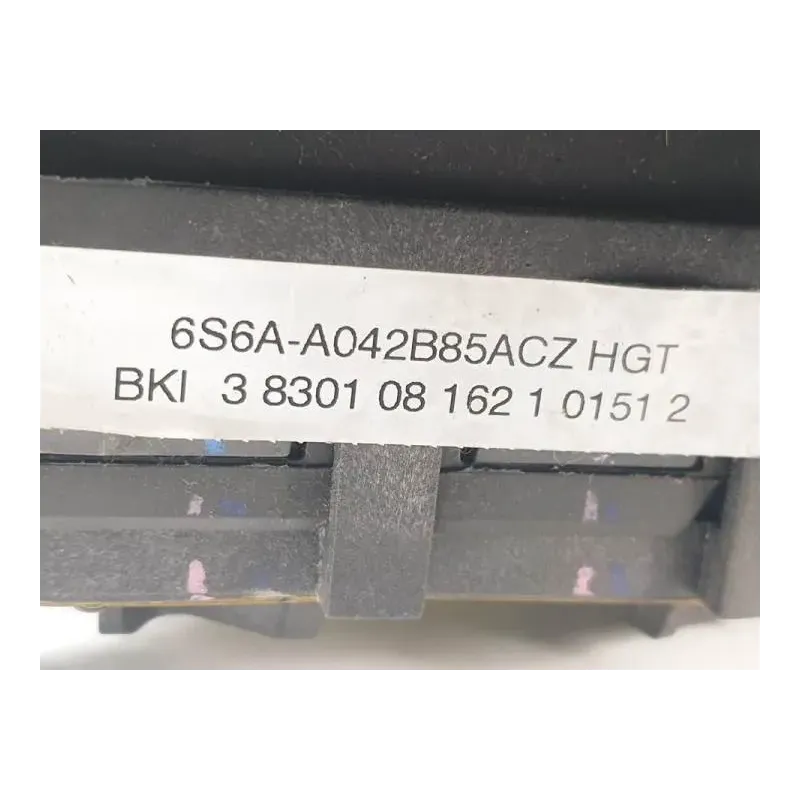 6S6A-A042B85ACZ HGT
BKI 3 8301 08 162 1 0151 2